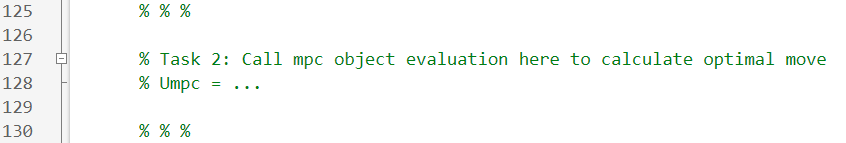 125 % % %
126
127 % Task 2: Call mpc object evaluation here to calculate optimal move
128 % Umpc = ...
129
130 % % %